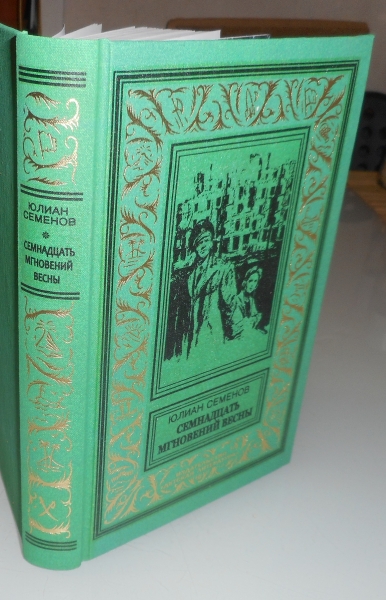 ЮЛИАН
СЕМЕНОВ
СЕМНАДЦАТЬ
МГНОВЕНИЙ
ВЕСНЫ
ЮЛИАН СЕМЕНОВ
СЕМНАДЦАТЬ
МГНОВЕНИЙ ВЕСНЫ